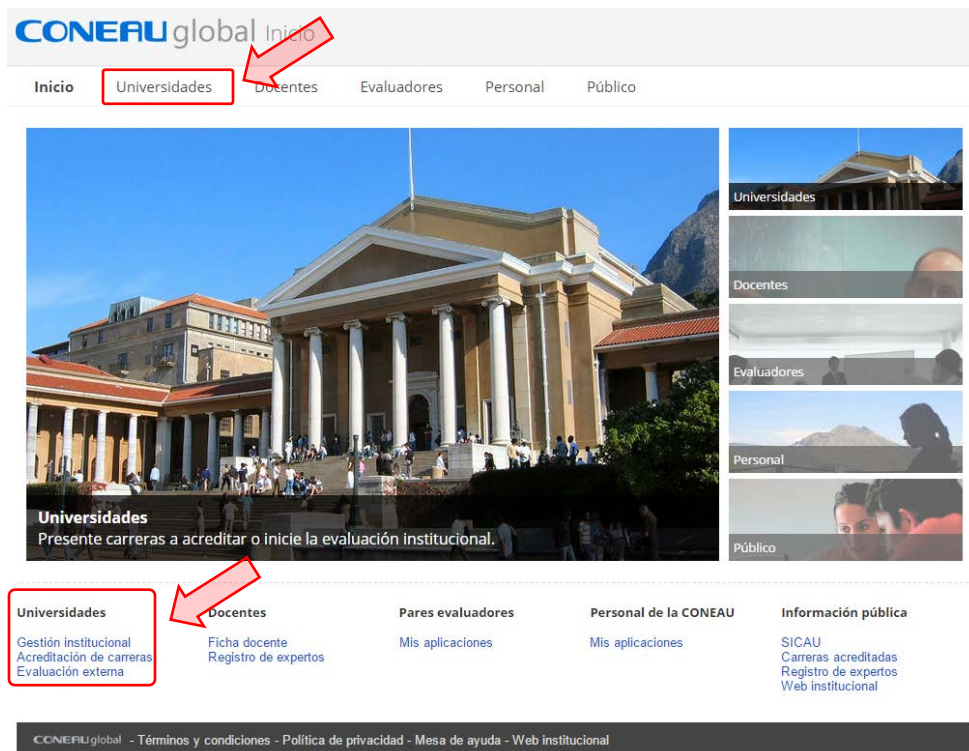 CONEAU global Inicio
Inicio Universidades Docentes Evaluadores Personal Público
Universidades
Docentes
Evaluadores
Personal
Público
Universidades
Presente carreras a acreditar o inicie la evaluación institucional.
Universidades
Gestión institucional
Acreditación de carreras
Evaluación externa
Docentes
Ficha docente
Registro de expertos
Pares evaluadores
Mis aplicaciones
Personal de la CONEAU
Mis aplicaciones
Información pública
SICAU
Carreras acreditadas
Registro de expertos
Web institucional
CONEAU global - Términos y condiciones - Política de privacidad - Mesa de ayuda - Web institucional